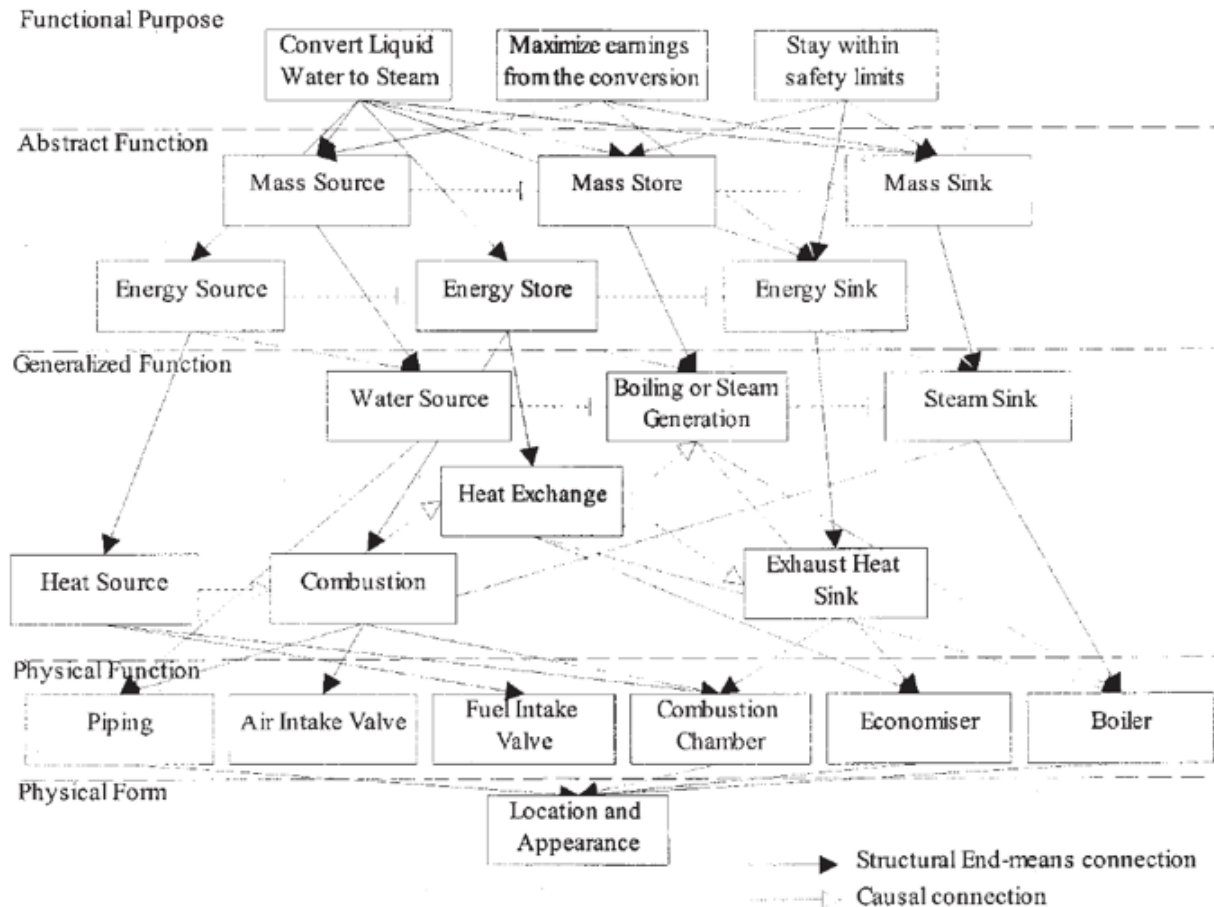 Functional Purpose
Convert Liquid
Water to Steam
Maximize earnings
from the conversion
Stay within
safety limits
Abstract Function
Mass Source
Mass Store
Mass Sink
Energy Source
Energy Store
Energy Sink
Generalized Function
Water Source
Boiling or Steam
Generation
Steam Sink
Heat Exchange
Heat Source
Combustion
Exhaust Heat
Sink
Physical Function
Piping
Air Intake Valve
Fuel Intake
Valve
Combustion
Chamber
Economiser
Boiler
Physical Form
Location and
Appearance
Structural End-means connection
Causal connection